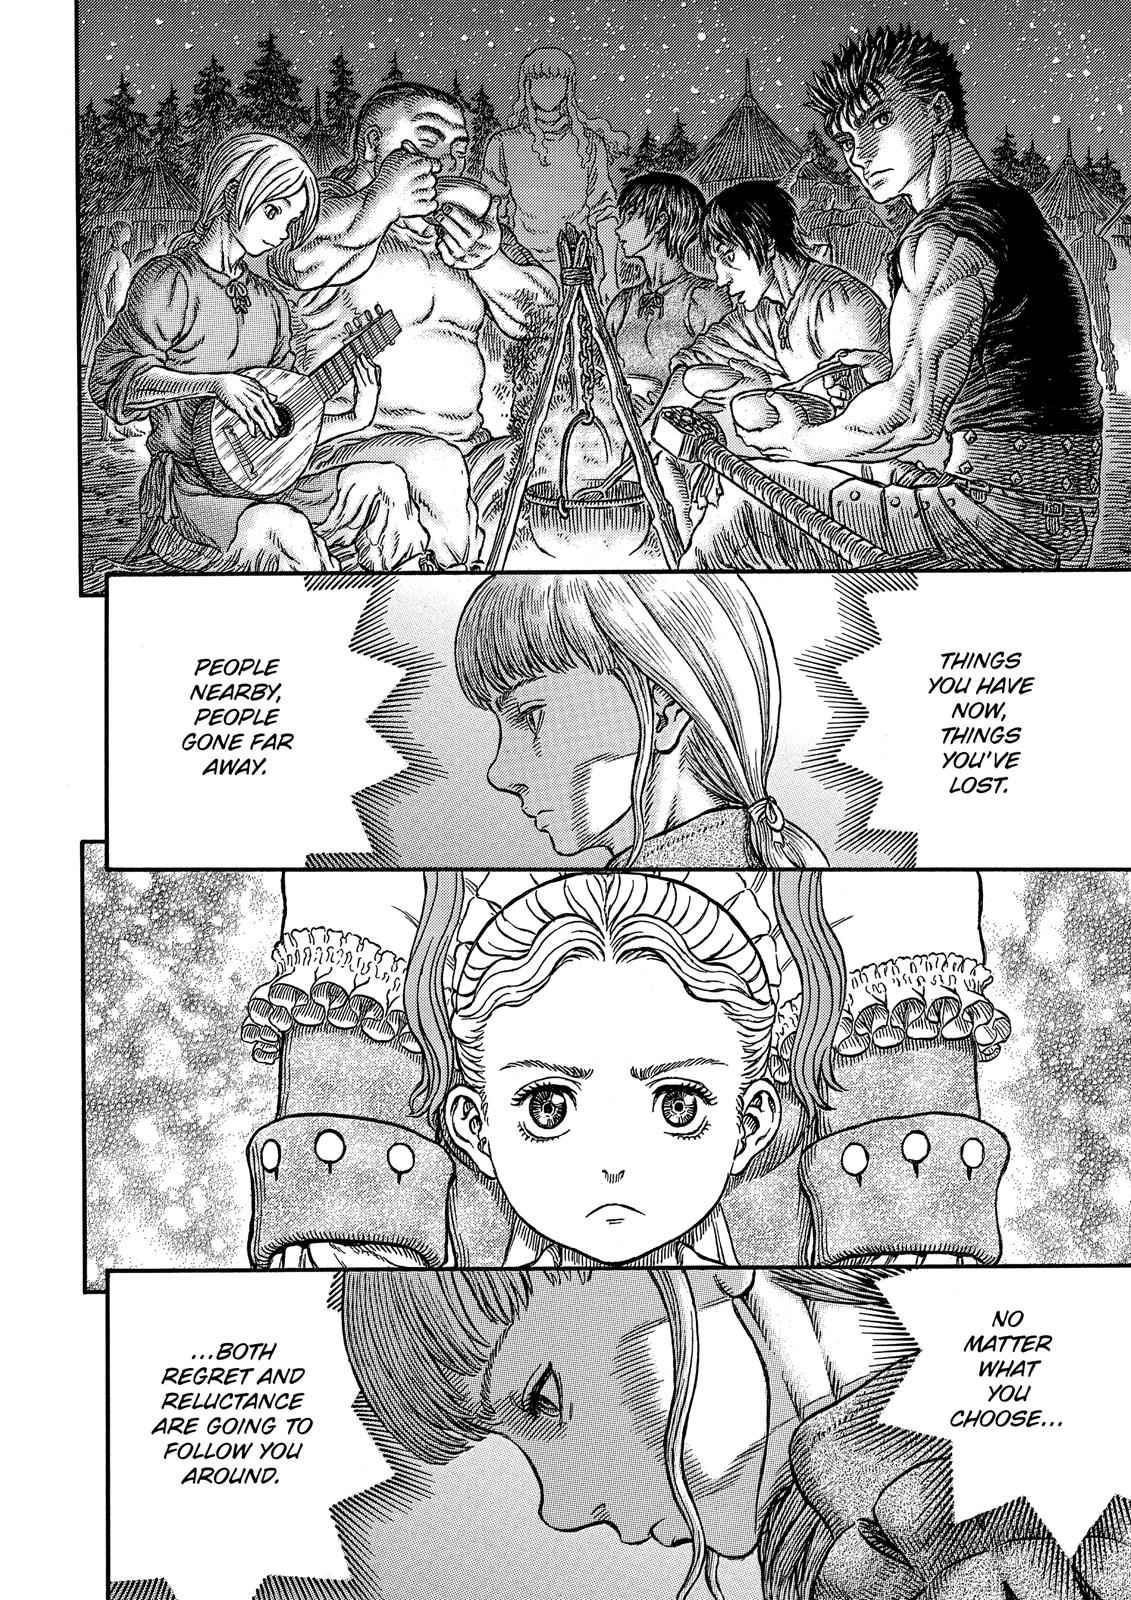 THINGS
YOU HAVE
NOW,
THINGS
YOU'VE
LOST.
PEOPLE
NEARBY,
PEOPLE
GONE FAR
AWAY.
NO
MATTER
WHAT
YOU
CHOOSE...
...BOTH
REGRET AND
RELUCTANCE
ARE GOING TO
FOLLOW YOU
AROUND.